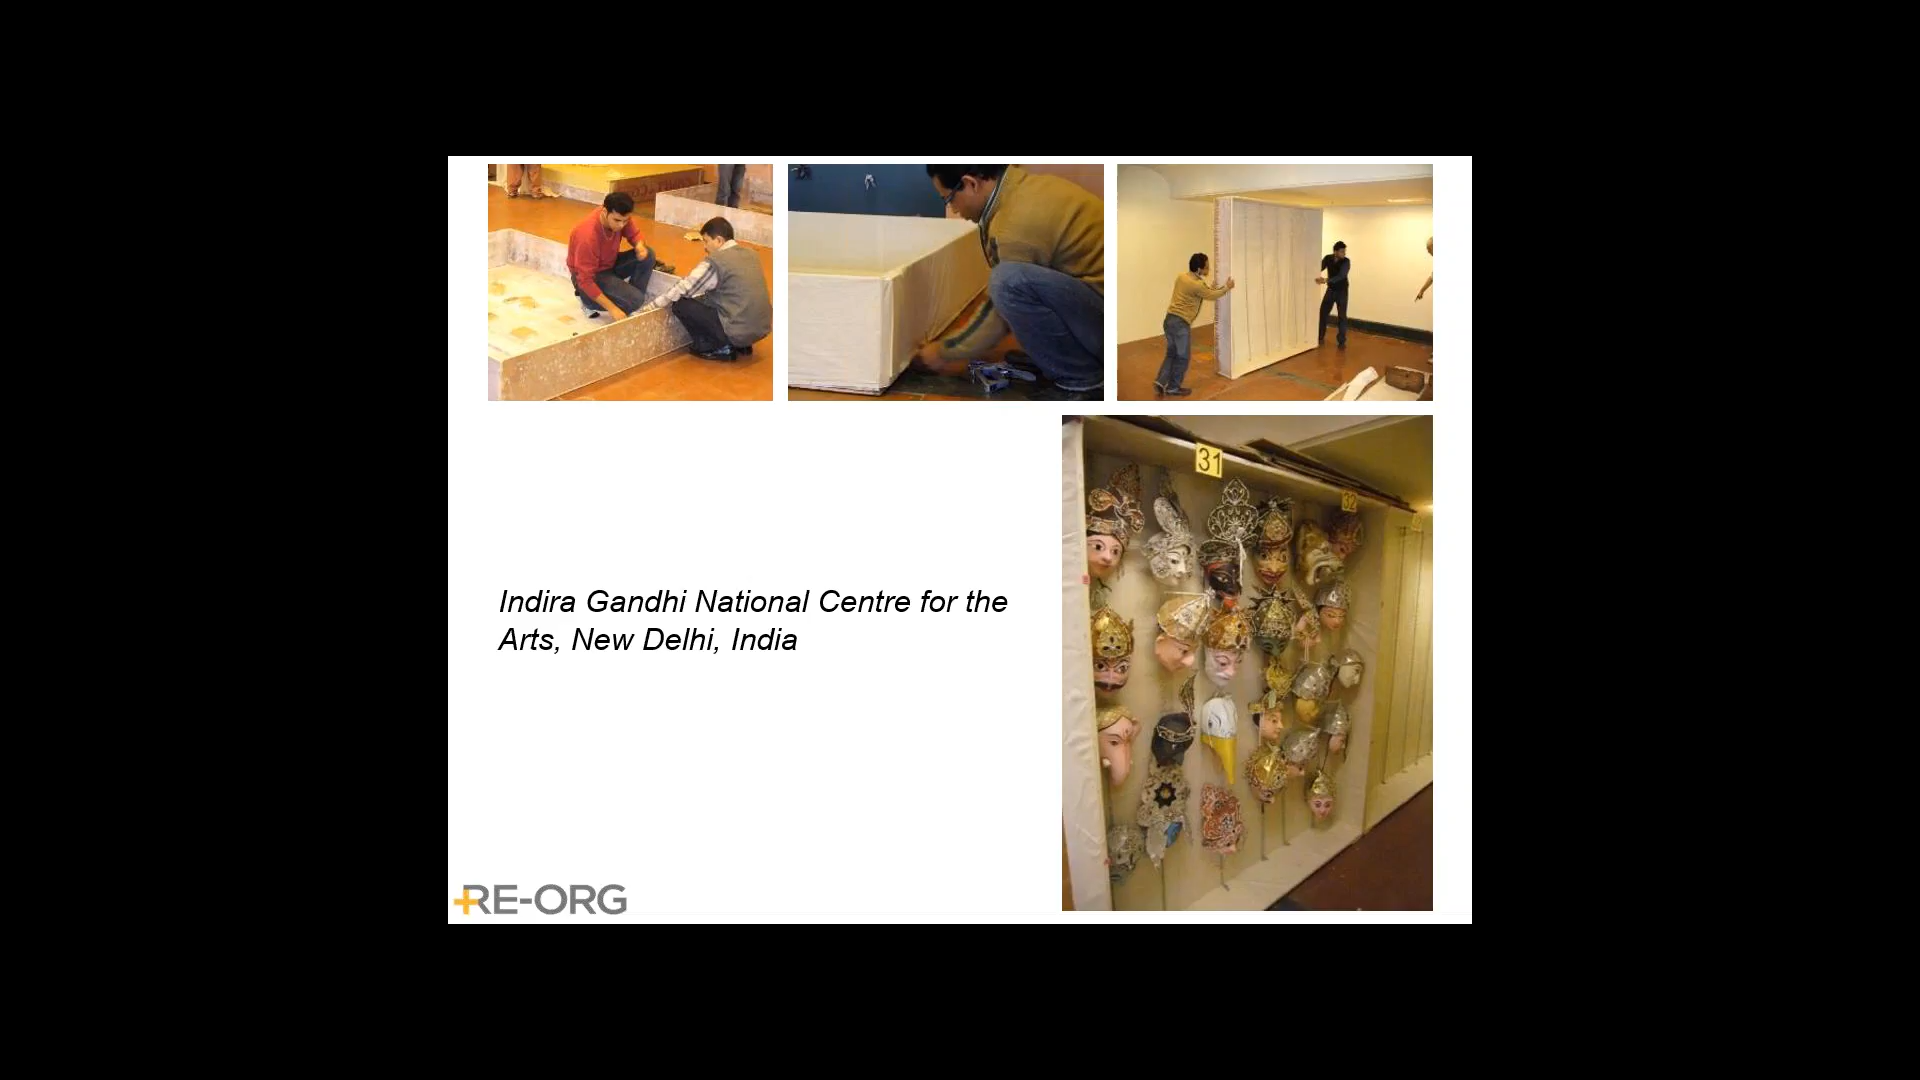 31
32
Indira Gandhi National Centre for the
Arts, New Delhi, India
RE-ORG